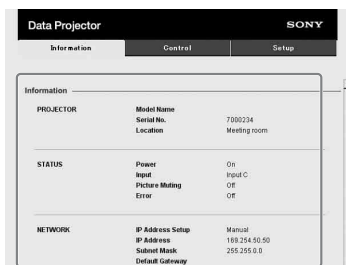 Data Projector SONY
Information Control Setup
Information
PROJECTOR Model Name
Serial No. 7000234
Location Meeting room
STATUS Power On
Input Input C
Picture Muting Off
Error Off
NETWORK IP Address Setup Manual
IP Address 169.254.50.50
Subnet Mask 255.255.0.0
Default Gateway